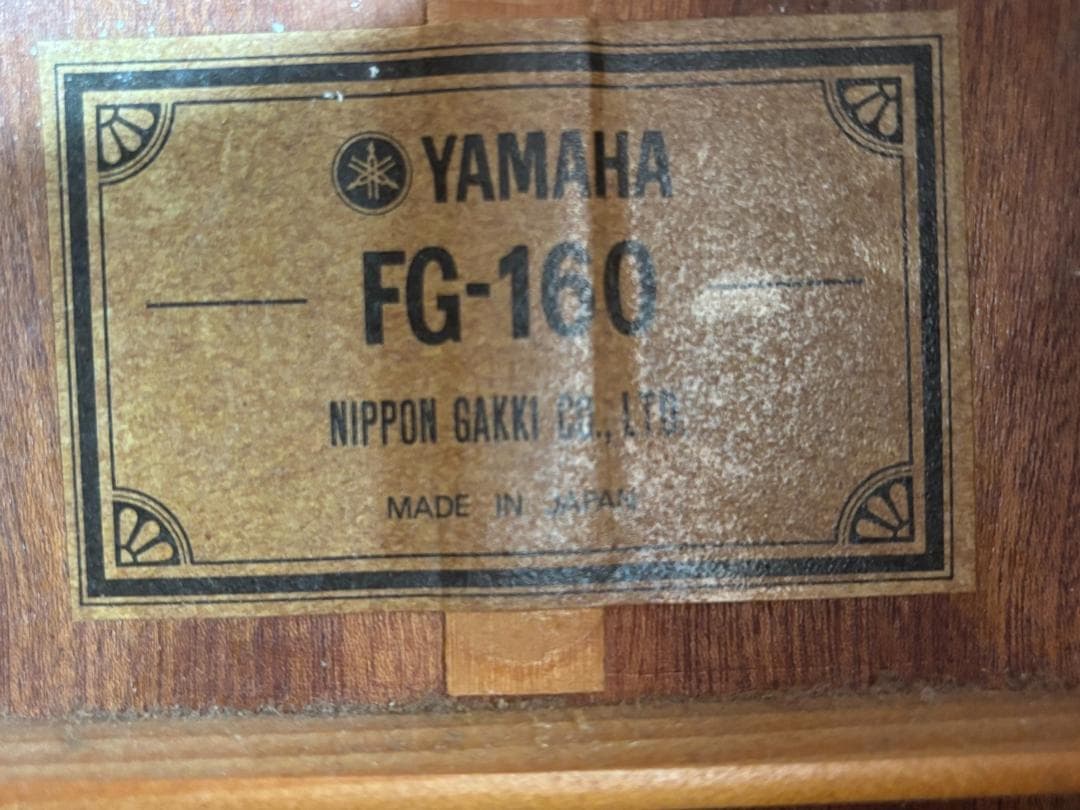 YAMAHA
FG-160
NIPPON GAKKI CO., LTD.
MADE IN JAPAN